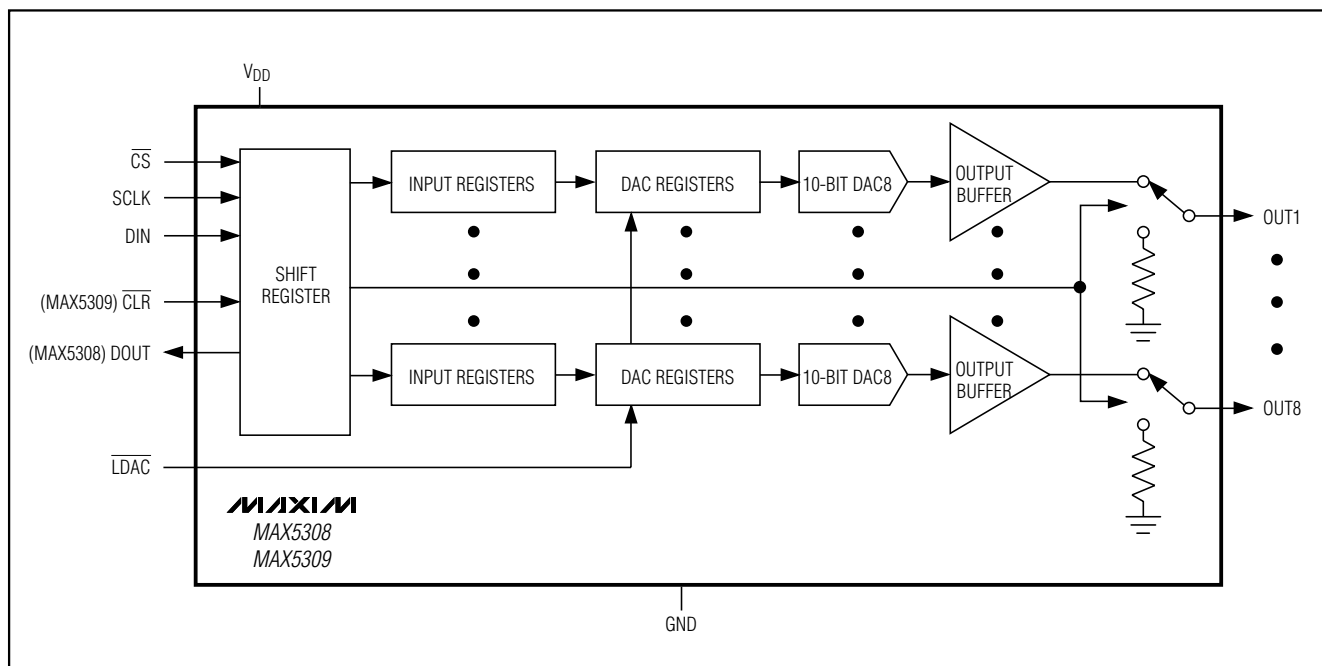 VDD
CS
SCLK
DIN
(MAX5309) CLR
(MAX5308) DOUT
LDAC
SHIFT
REGISTER
INPUT REGISTERS
DAC REGISTERS
10-BIT DAC8
OUTPUT
BUFFER
OUT1
INPUT REGISTERS
DAC REGISTERS
10-BIT DAC8
OUTPUT
BUFFER
OUT8
MAXIM
MAX5308
MAX5309
GND